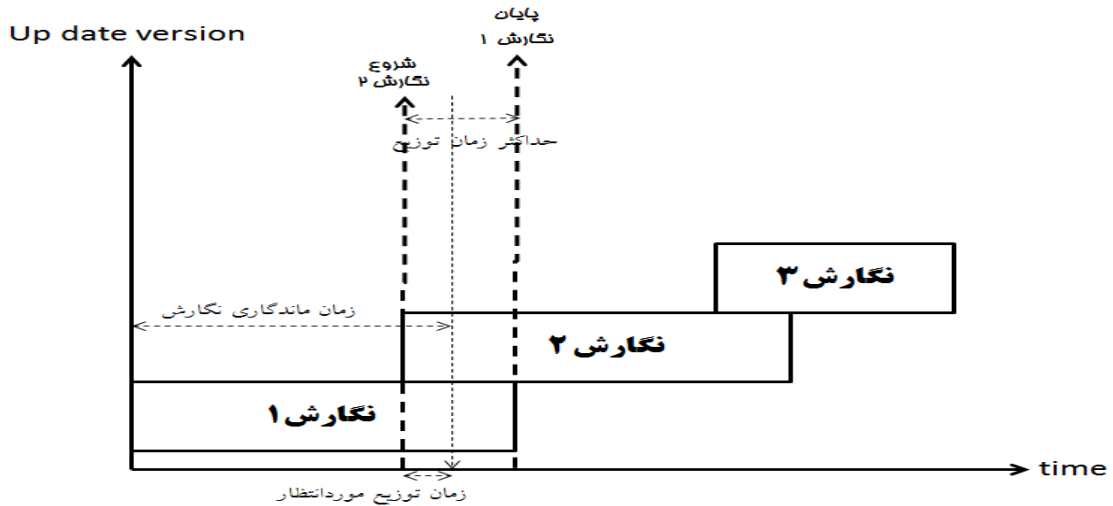 Up date version
پایان
نگارش ۱
شروع
نگارش ۲
حداکثر زمان توزیع
زمان ماندگاری نگارش
نگارش ۳
نگارش ۲
نگارش ۱
time
زمان توزیع موردانتظار